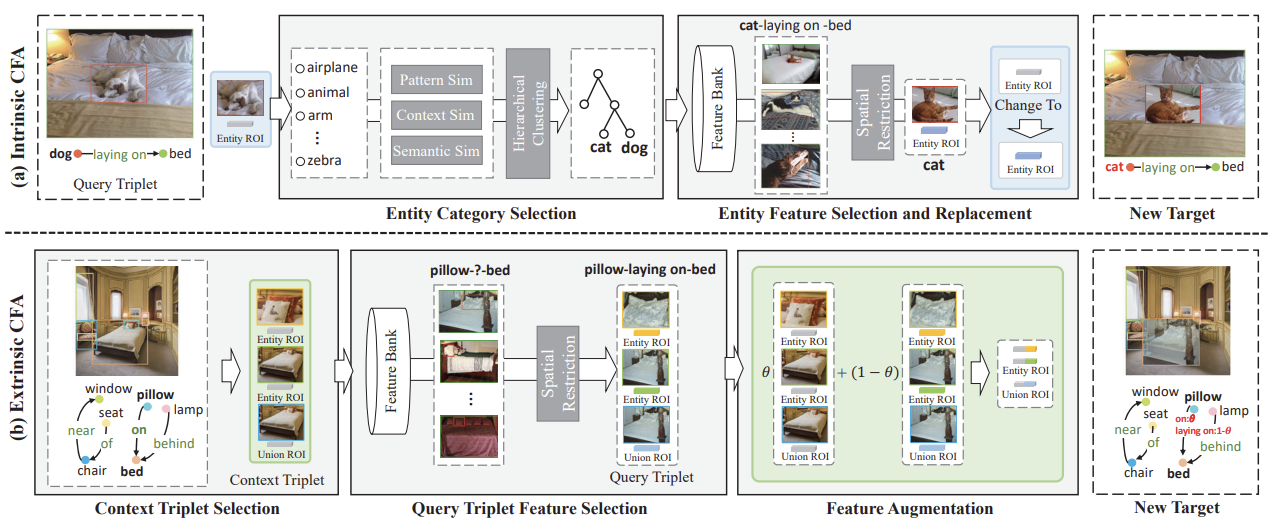 (a) Intrinsic CFA
dog
laying on
bed
Query Triplet
Entity ROI
airplane
animal
arm
⋮
zebra
Pattern Sim
Context Sim
Semantic Sim
Hierarchical
Clustering
cat dog
Entity Category Selection
Feature Bank
cat-laying on -bed
⋮
Spatial
Restriction
Entity ROI
cat
Entity ROI
Change To
Entity ROI
Entity Feature Selection and Replacement
cat
laying on
bed
New Target
(b) Extrinsic CFA
window
pillow
seat
lamp
near
of
on
behind
chair
bed
Entity ROI
Entity ROI
Union ROI
Context Triplet
Context Triplet Selection
Feature Bank
pillow-?-bed
⋮
Spatial
Restriction
pillow-laying on-bed
Entity ROI
Entity ROI
Union ROI
Query Triplet
Query Triplet Feature Selection
θ
Entity ROI
Entity ROI
Union ROI
+ (1 − θ)
Entity ROI
Entity ROI
Union ROI
Entity ROI
Union ROI
Feature Augmentation
window
pillow
seat
lamp
on:θ
laying on:1-θ
near
of
behind
chair
bed
New Target